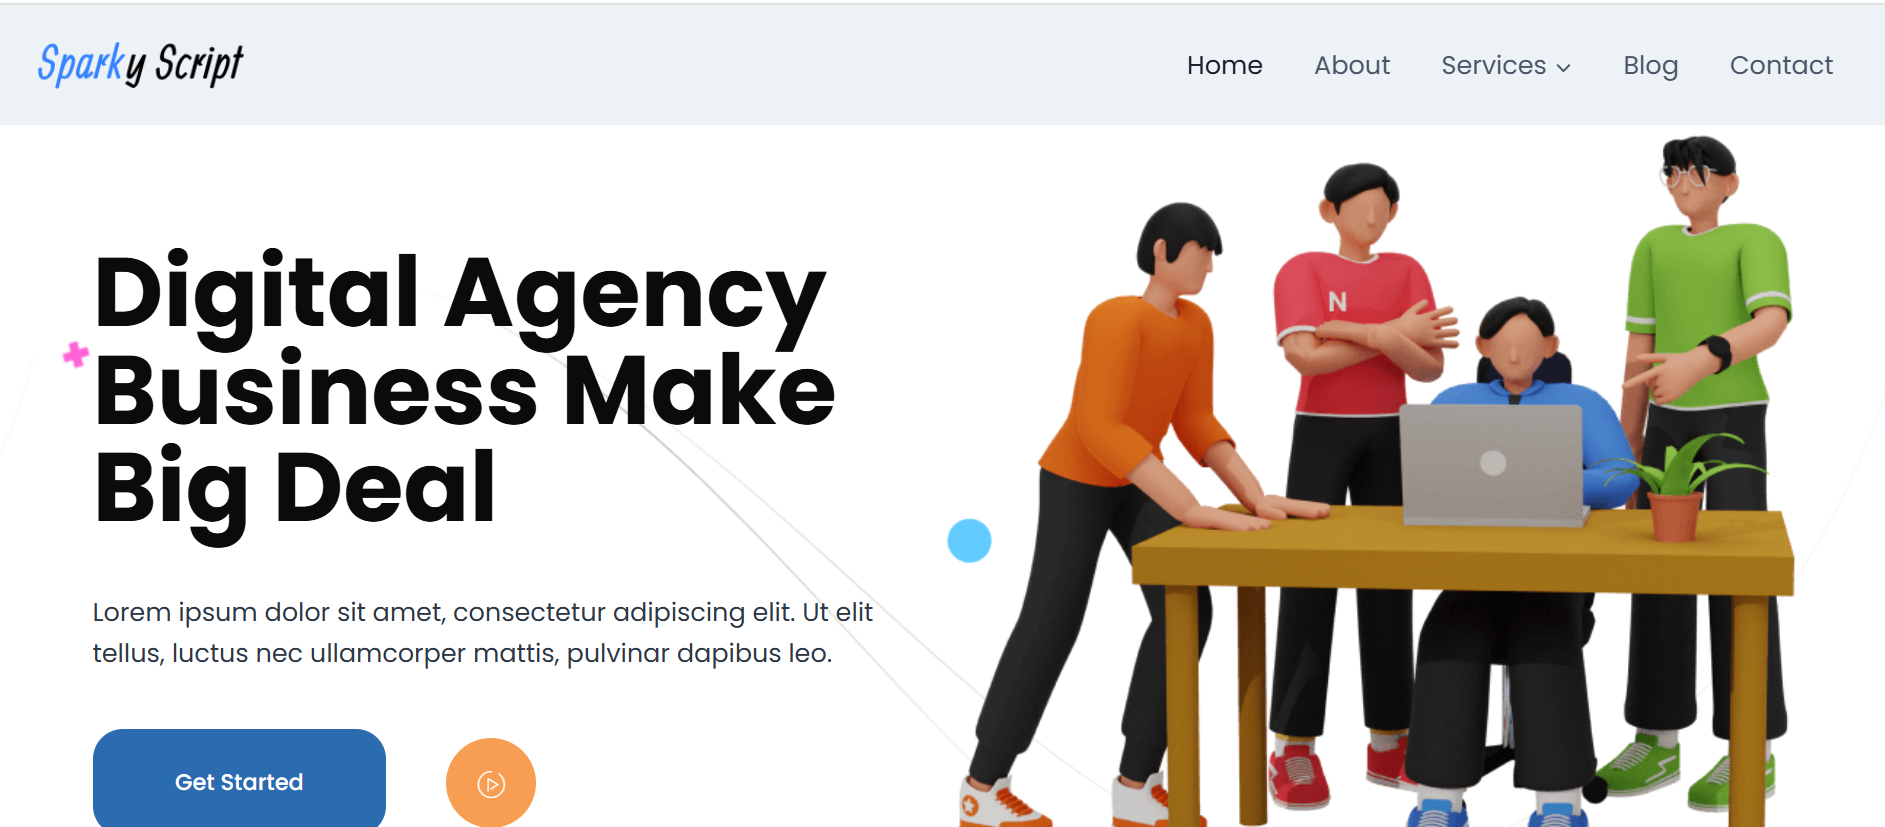 Sparky Script
Home About Services Blog Contact
Digital Agency
Business Make
Big Deal
N
Lorem ipsum dolor sit amet, consectetur adipiscing elit. Ut elit
tellus, luctus nec ullamcorper mattis, pulvinar dapibus leo.
Get Started